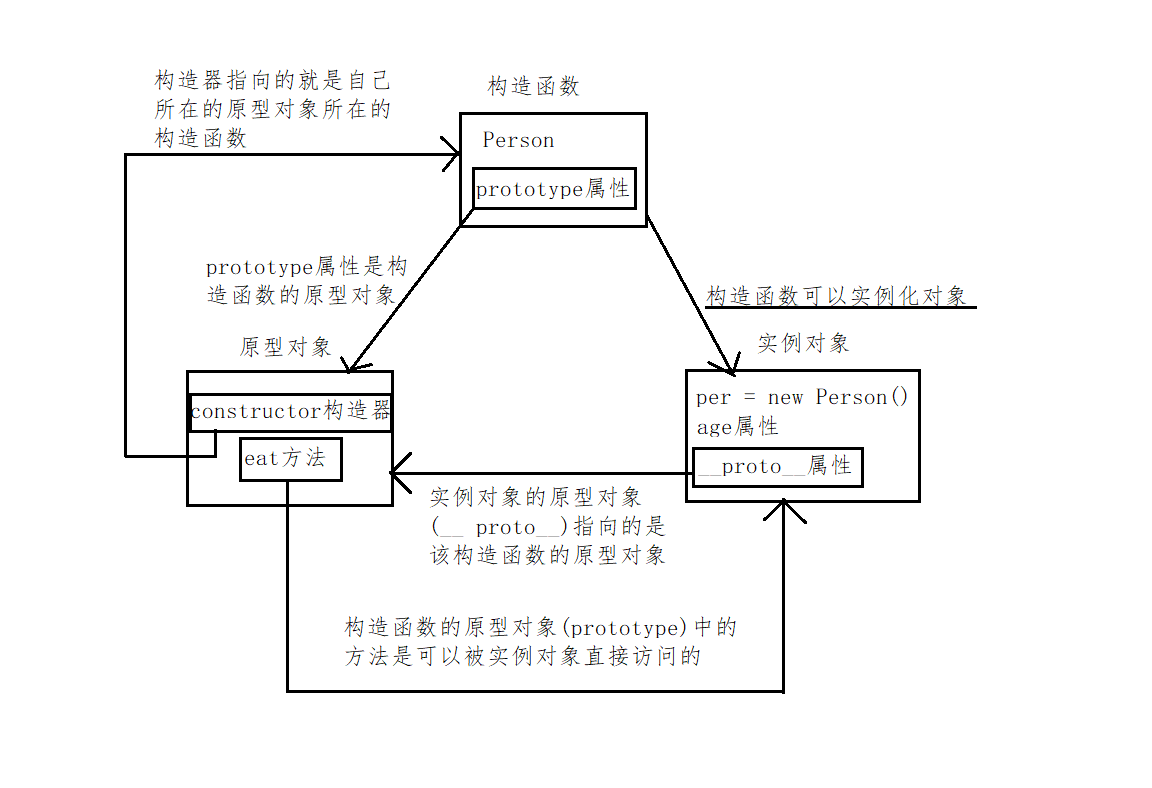 构造器指向的就是自己
所在的原型对象所在的
构造函数
构造函数
Person
prototype属性
prototype属性是构
造函数的原型对象
构造函数可以实例化对象
原型对象
实例对象
constructor构造器
eat方法
per = new Person()
age属性
__proto__属性
实例对象的原型对象
(__ proto__)指向的是
该构造函数的原型对象
构造函数的原型对象(prototype)中的
方法是可以被实例对象直接访问的